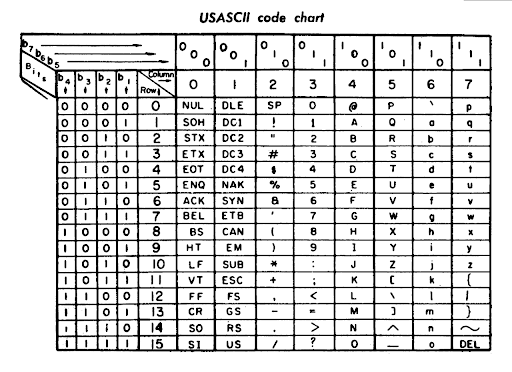 USASCII code chart
b7 b6 b5 0 0 0 0 0 1 0 1 0 0 1 1 1 0 0 1 0 1 1 1 0 1 1 1
Bits b4 b3 b2 b1 Column 0 1 2 3 4 5 6 7
Row
0 0 0 0 0 NUL DLE SP 0 @ P ` p
0 0 0 1 1 SOH DC1 ! 1 A Q a q
0 0 1 0 2 STX DC2 " 2 B R b r
0 0 1 1 3 ETX DC3 # 3 C S c s
0 1 0 0 4 EOT DC4 $ 4 D T d t
0 1 0 1 5 ENQ NAK % 5 E U e u
0 1 1 0 6 ACK SYN & 6 F V f v
0 1 1 1 7 BEL ETB ' 7 G W g w
1 0 0 0 8 BS CAN ( 8 H X h x
1 0 0 1 9 HT EM ) 9 I Y i y
1 0 1 0 10 LF SUB * : J Z j z
1 0 1 1 11 VT ESC + ; K [ k {
1 1 0 0 12 FF FS , < L \ l |
1 1 0 1 13 CR GS - = M ] m }
1 1 1 0 14 SO RS . > N ^ n ~
1 1 1 1 15 SI US / ? O _ o DEL